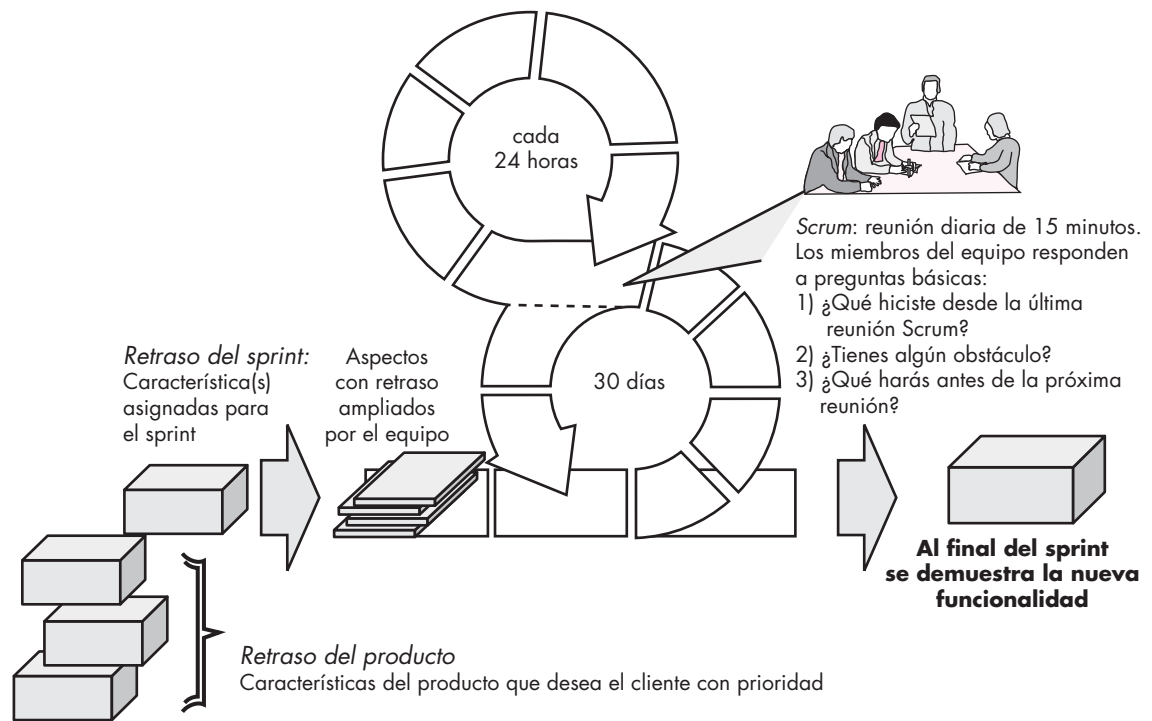 cada
24 horas
Scrum: reunión diaria de 15 minutos.
Los miembros del equipo responden
a preguntas básicas:
1) ¿Qué hiciste desde la última
reunión Scrum?
2) ¿Tienes algún obstáculo?
3) ¿Qué harás antes de la próxima
reunión?
Retraso del sprint:
Característica(s)
asignadas para
el sprint
Aspectos
con retraso
ampliados
por el equipo
30 días
Al final del sprint
se demuestra la nueva
funcionalidad
Retraso del producto
Características del producto que desea el cliente con prioridad